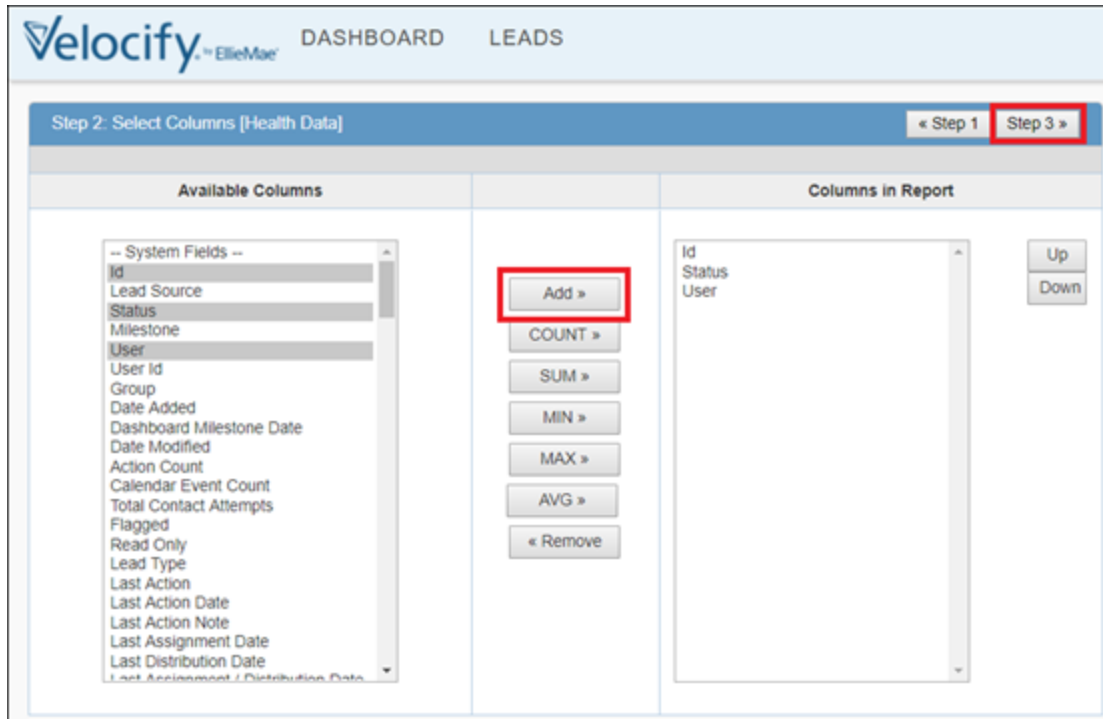 Velocify. by EllieMae DASHBOARD LEADS
Step 2: Select Columns [Health Data] « Step 1 Step 3 »
Available Columns Columns in Report
-- System Fields --
Id
Lead Source
Status
Milestone
User
User Id
Group
Date Added
Dashboard Milestone Date
Date Modified
Action Count
Calendar Event Count
Total Contact Attempts
Flagged
Read Only
Lead Type
Last Action
Last Action Date
Last Action Note
Last Assignment Date
Last Distribution Date
Last Assignment / Distribution Date
Add »
COUNT »
SUM »
MIN »
MAX »
AVG »
« Remove
Id
Status
User
Up
Down